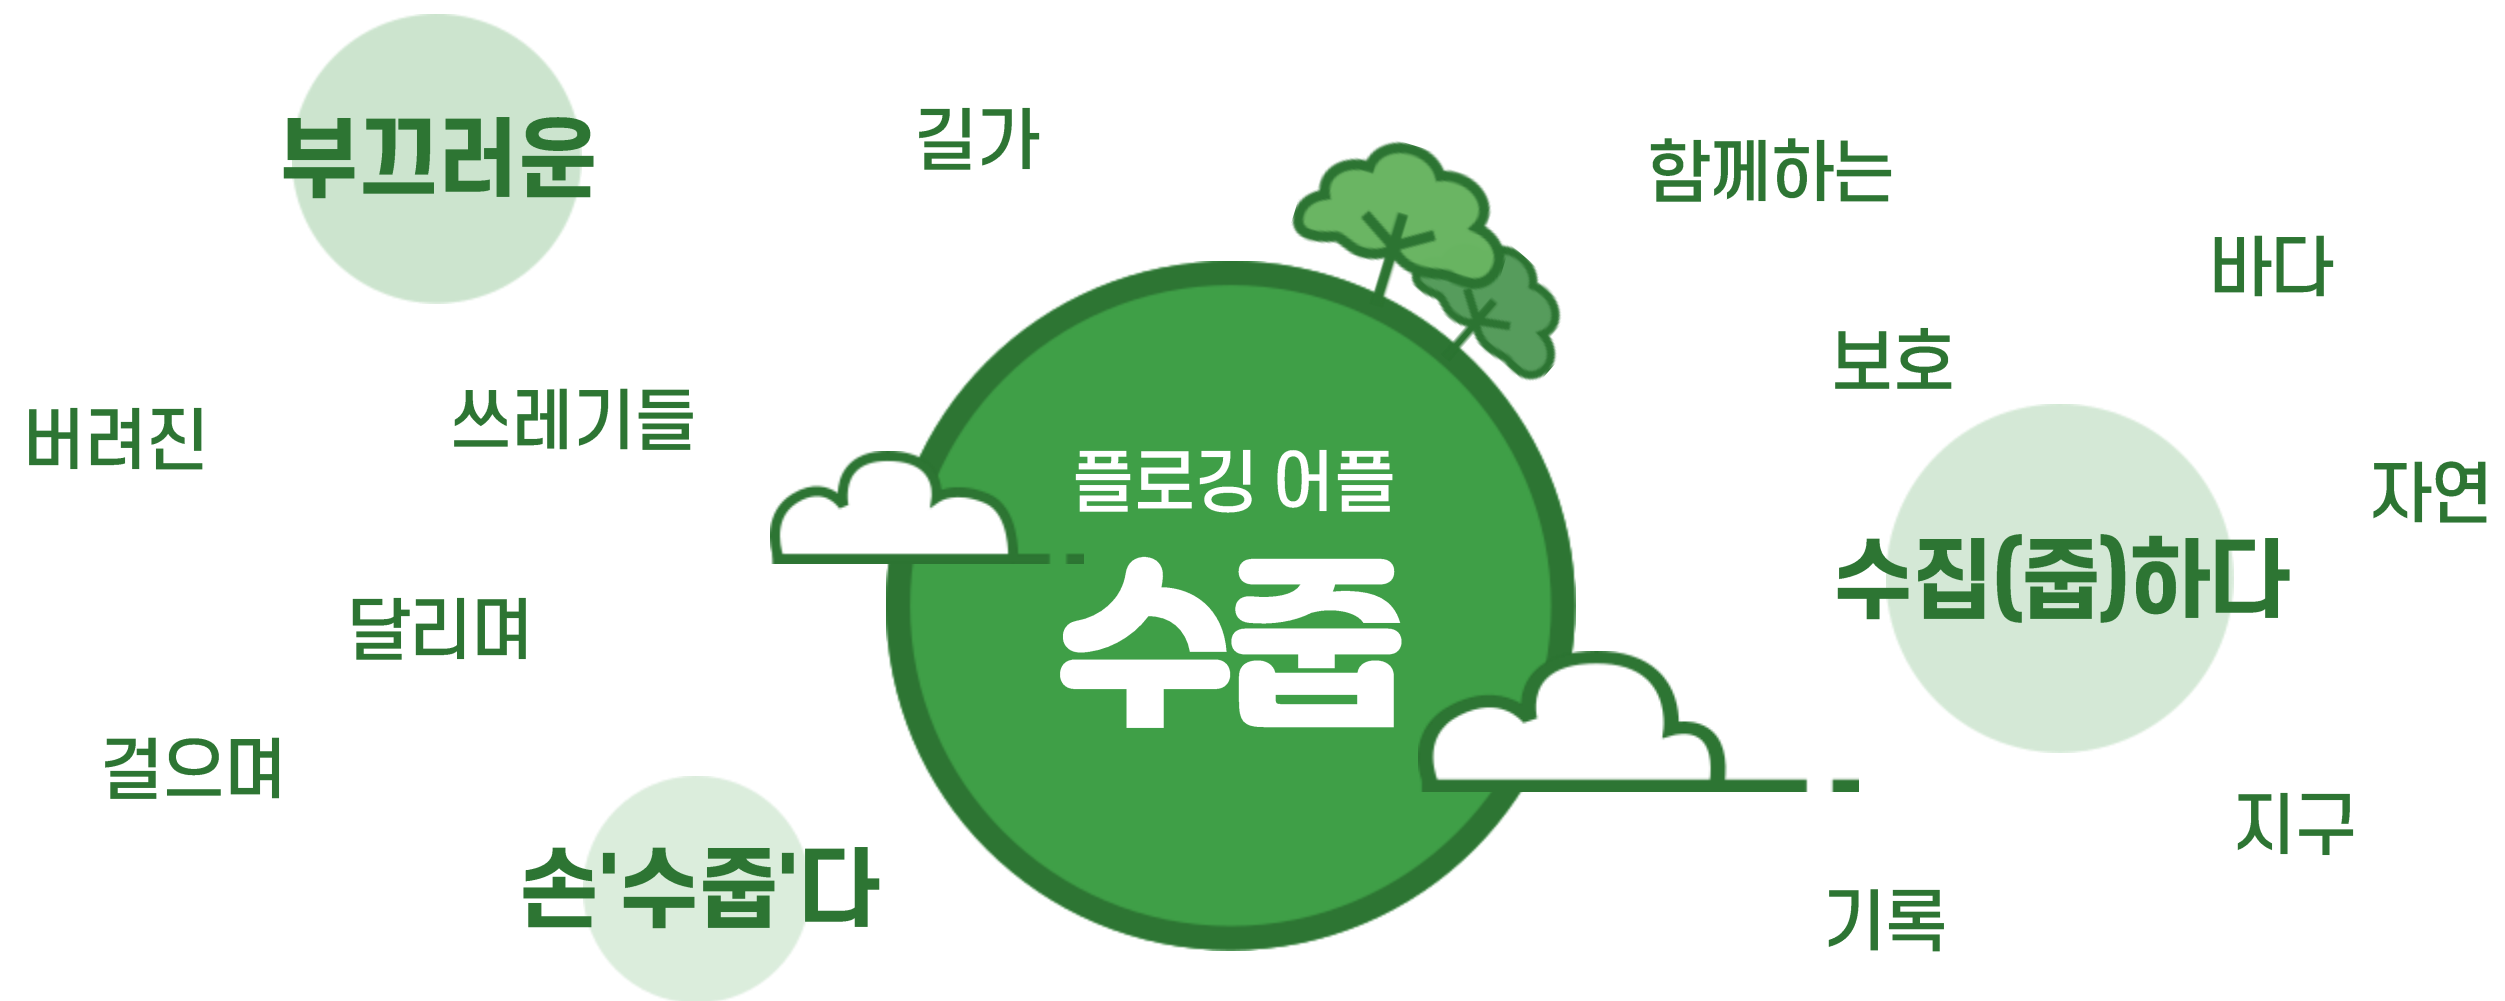 부끄러운
길가
함께하는
바다
보호
버려진
쓰레기들
자연
플로깅 어플
수줍
수집(줍)하다
달리며
걸으며
손'수줍'다
지구
기록